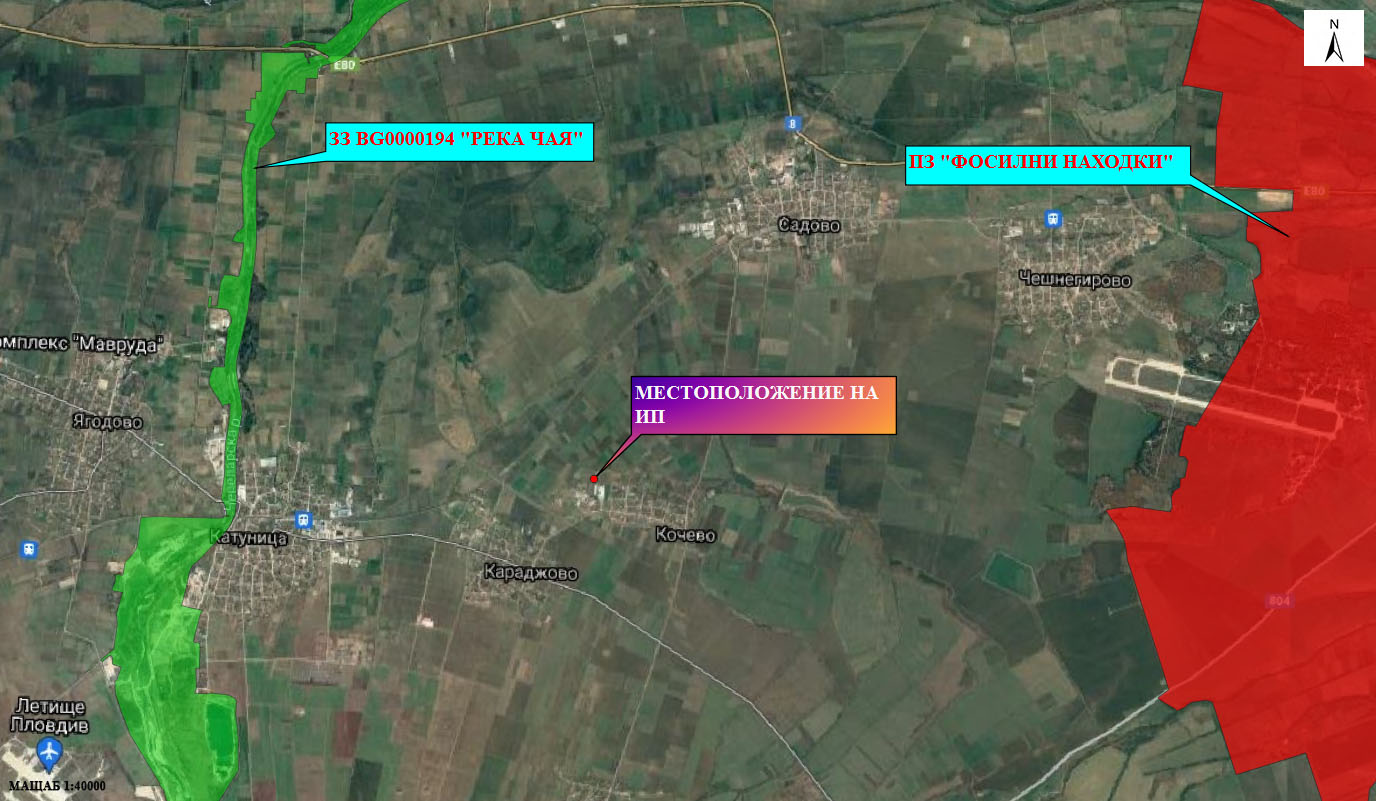 N
E80
8
ЗЗ BG0000194 "РЕКА ЧАЯ"
ПЗ "ФОСИЛНИ НАХОДКИ"
E80
Садово
Чешнегирово
омплекс "Мавруда"
МЕСТОПОЛОЖЕНИЕ НА
ИП
Ягодово
Черепарска р.
Катуница
Кочево
Караджово
804
Летище
Пловдив
МАЩАБ 1:40000